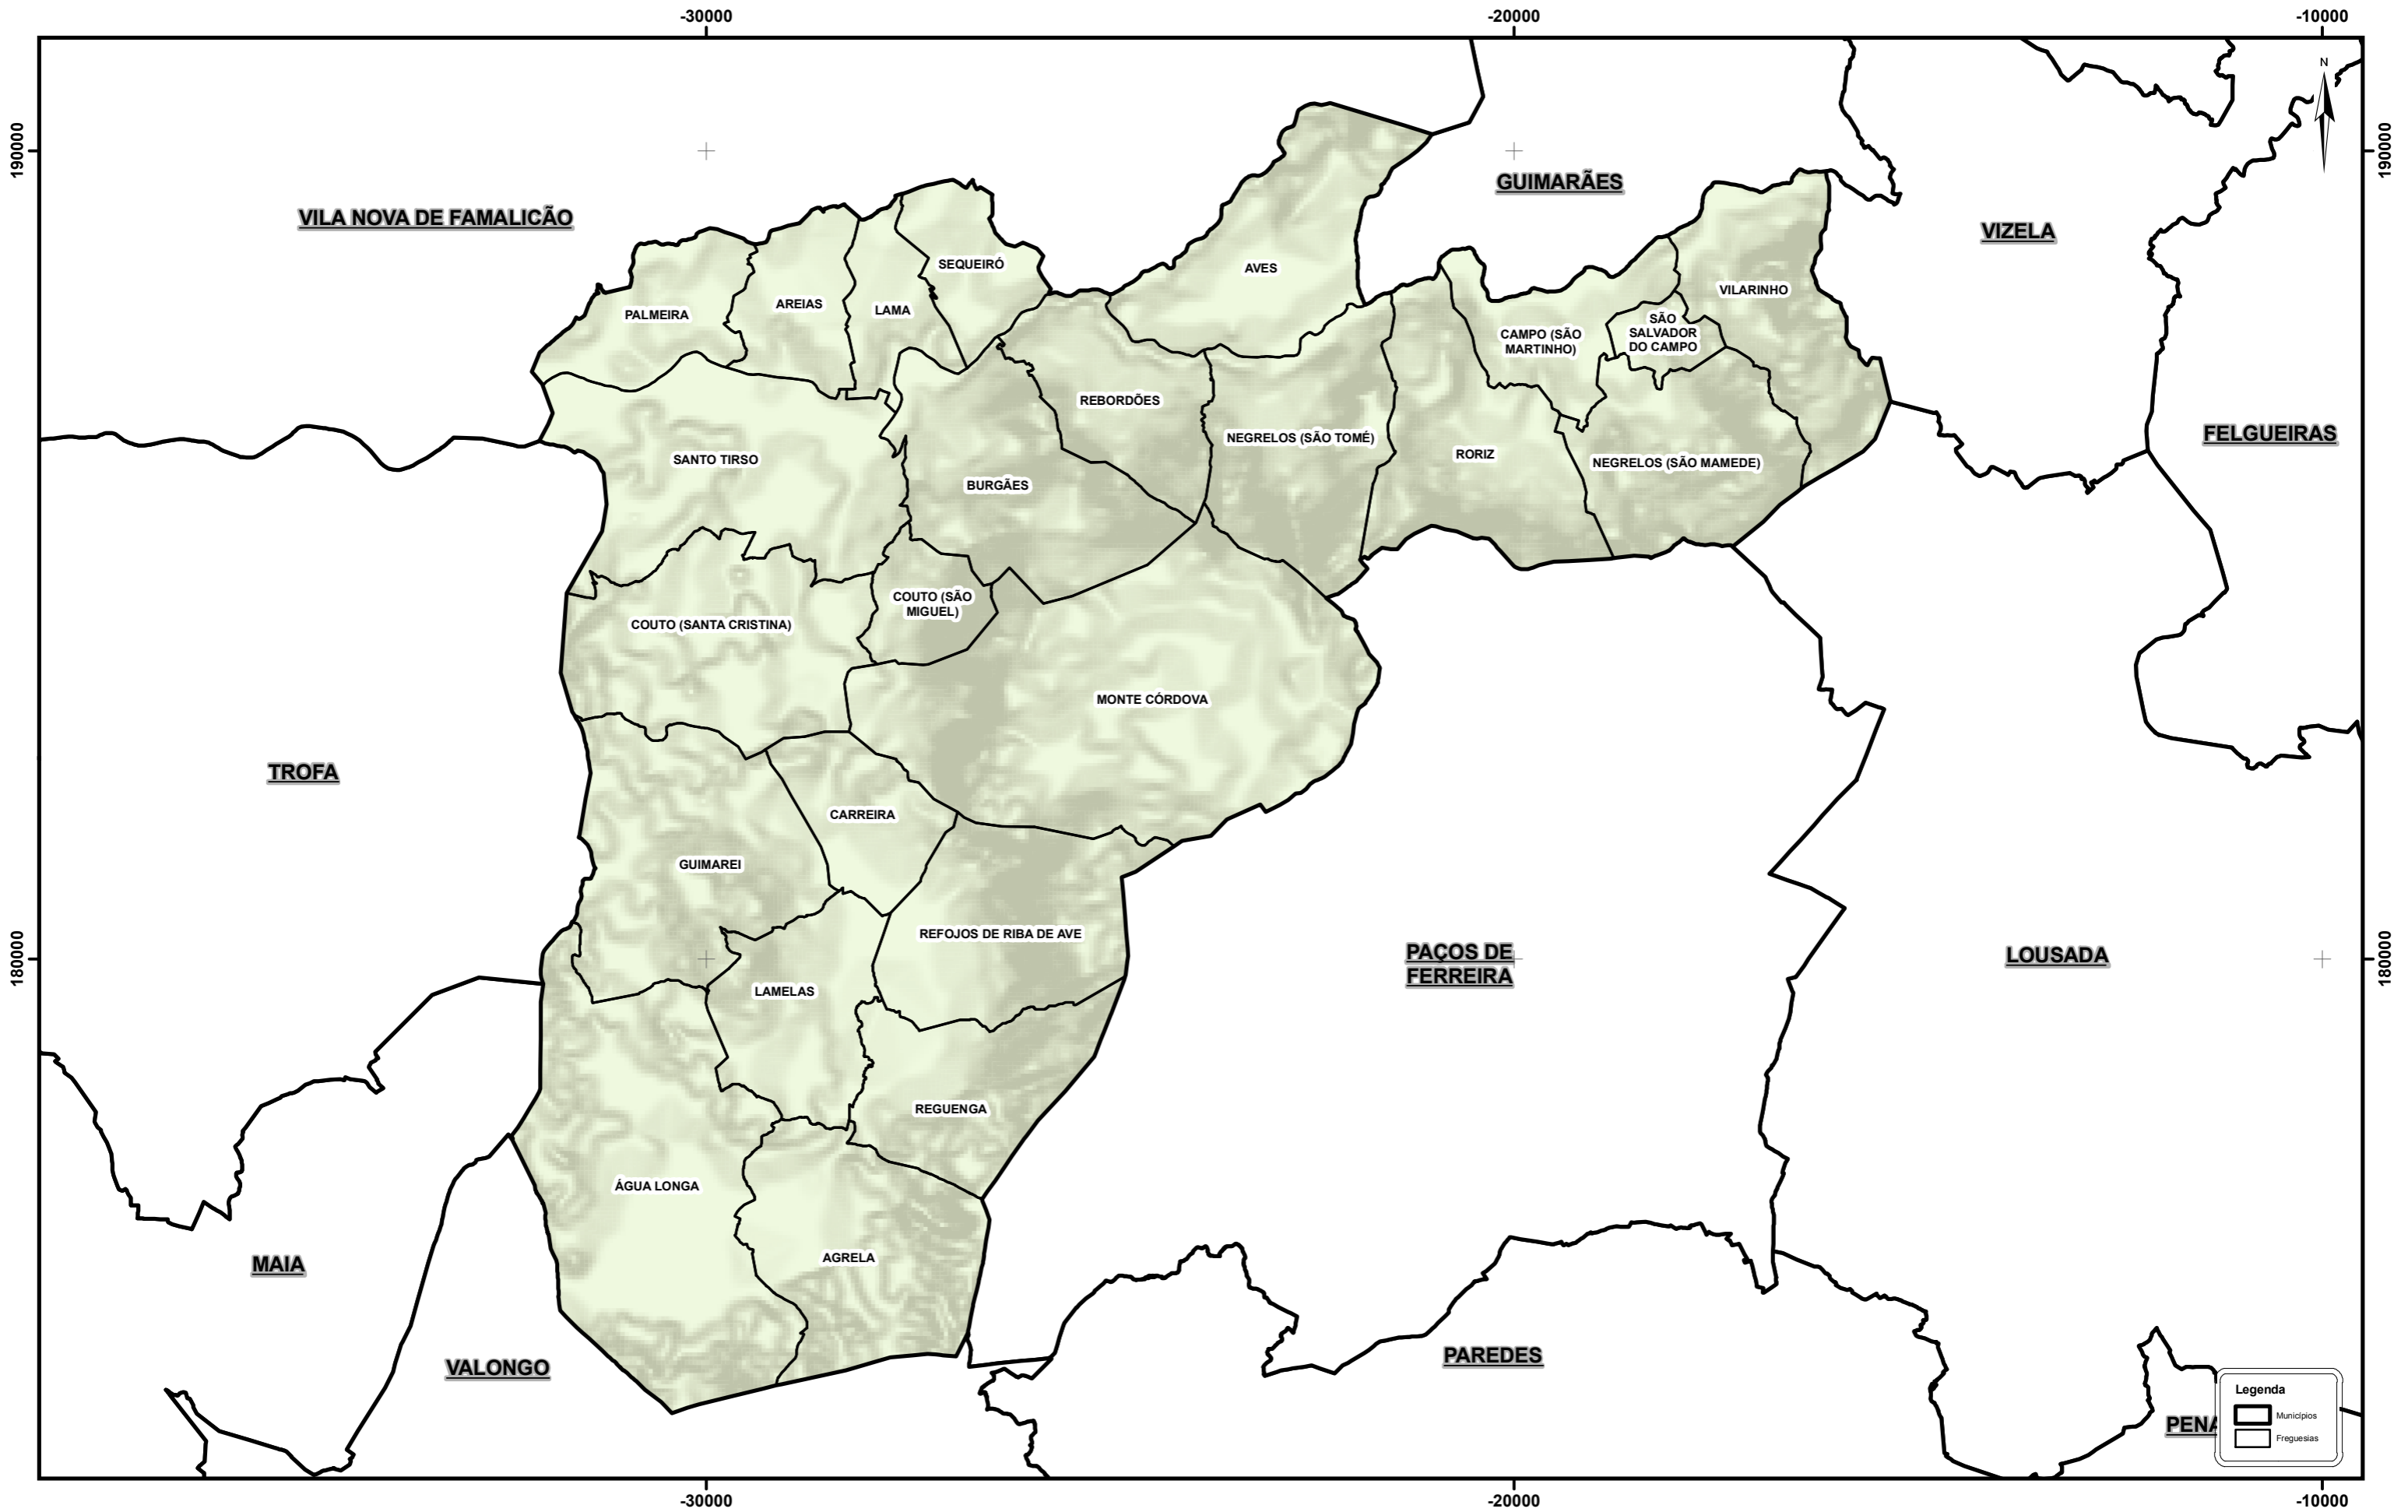 -30000
-20000
-10000
190000
190000
N
GUIMARÃES
VILA NOVA DE FAMALICÃO
VIZELA
SEQUEIRÓ
AVES
VILARINHO
AREIAS
LAMA
PALMEIRA
CAMPO (SÃO
MARTINHO)
SÃO
SALVADOR
DO CAMPO
REBORDÕES
NEGRELOS (SÃO TOMÉ)
FELGUEIRAS
SANTO TIRSO
RORIZ
NEGRELOS (SÃO MAMEDE)
BURGÃES
COUTO (SÃO
MIGUEL)
COUTO (SANTA CRISTINA)
MONTE CÓRDOVA
TROFA
CARREIRA
GUIMAREI
REFOJOS DE RIBA DE AVE
PAÇOS DE
FERREIRA
LOUSADA
180000
180000
LAMELAS
REGUENGA
ÁGUA LONGA
AGRELA
MAIA
VALONGO
PAREDES
PENA
Legenda
Municípios
Freguesias
-30000
-20000
-10000